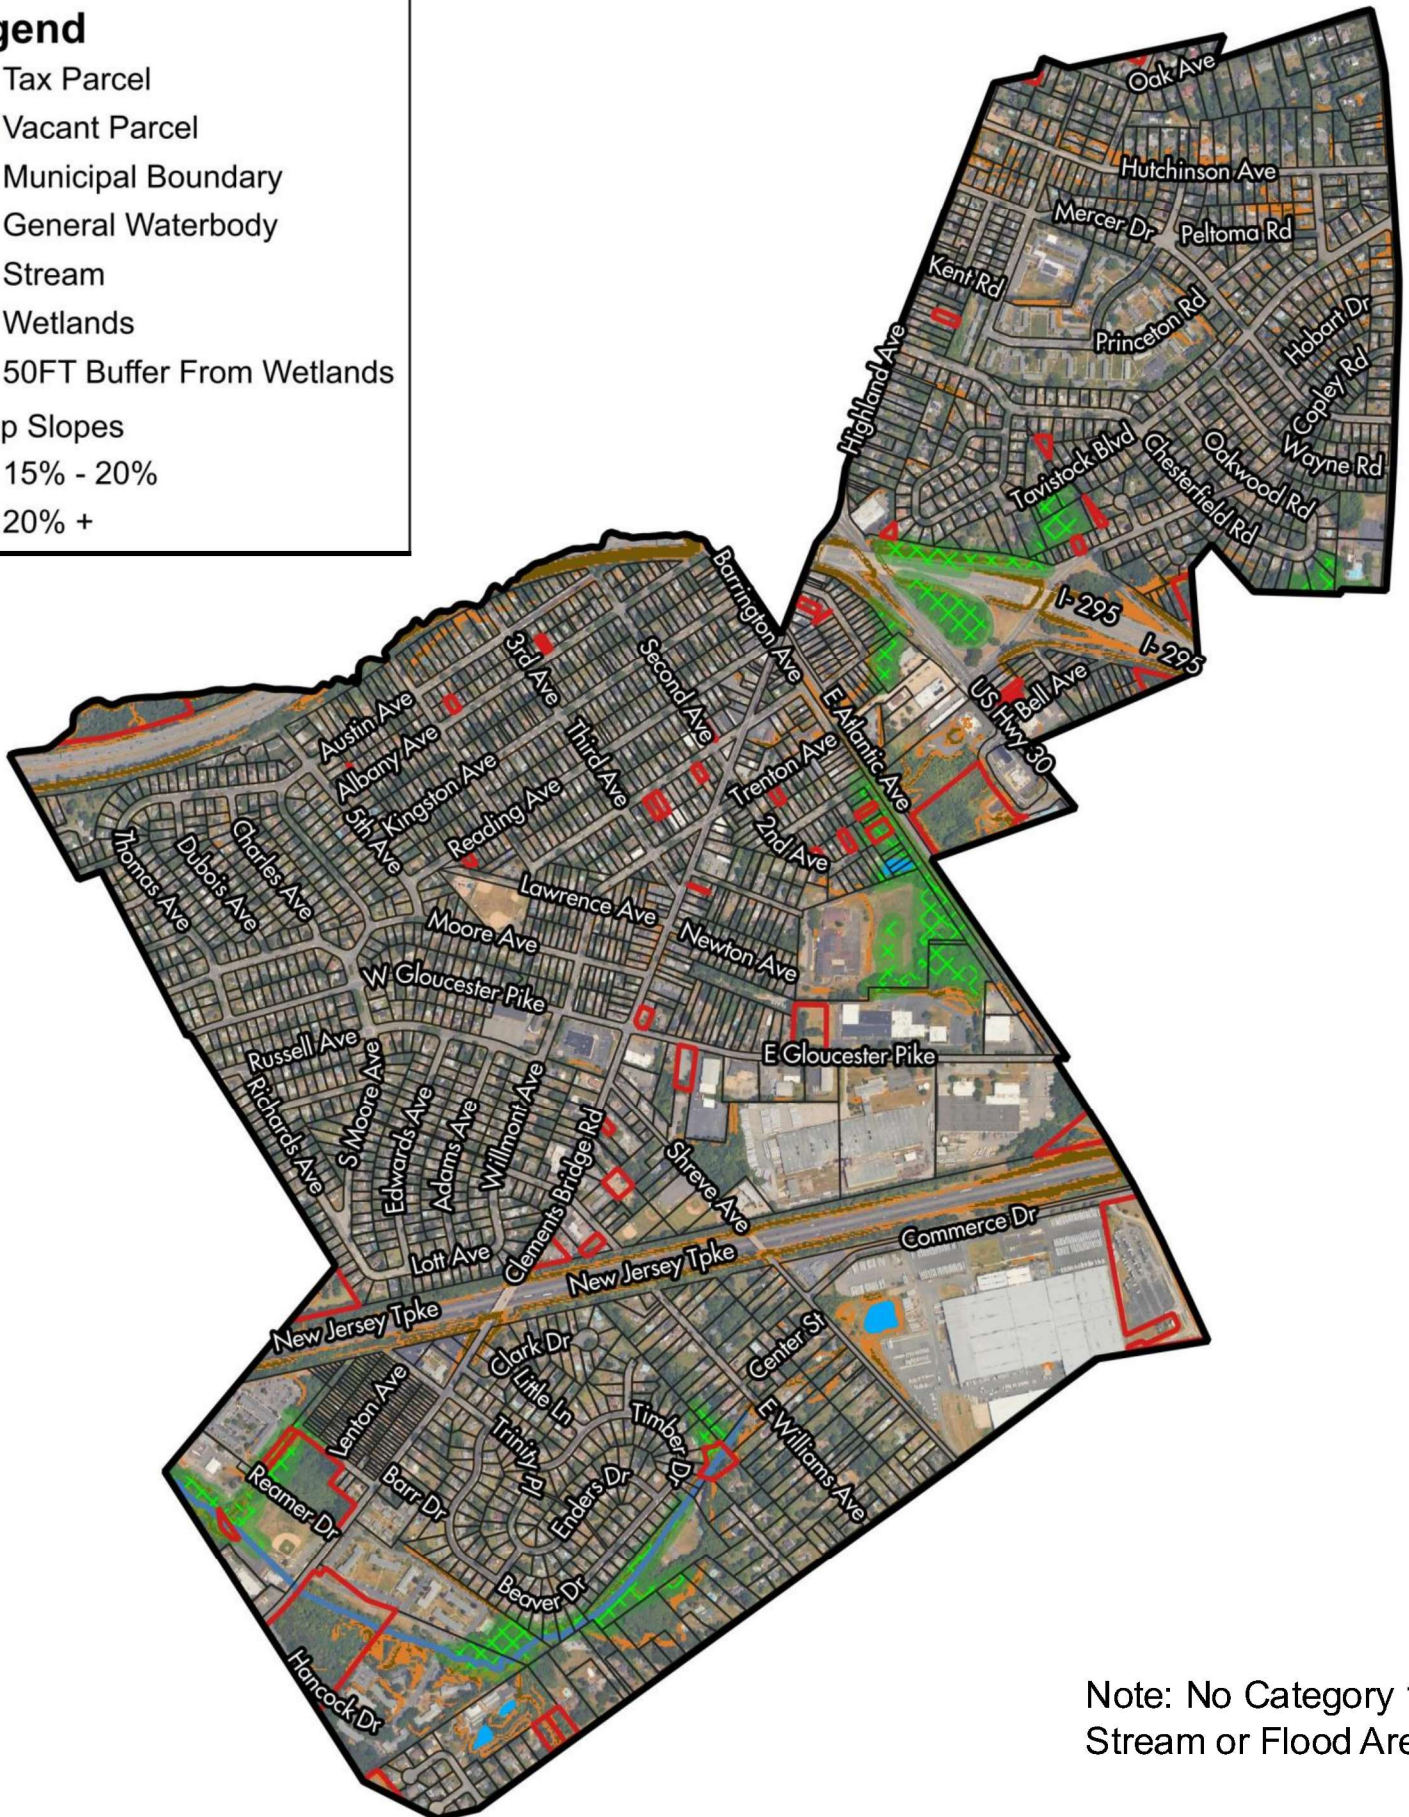 gend
Tax Parcel
Vacant Parcel
Municipal Boundary
General Waterbody
Stream
Wetlands
50FT Buffer From Wetlands
p Slopes
15% - 20%
20% +
Oak Ave
Hutchinson Ave
Mercer Dr
Peltoma Rd
Kent Rd
Princeton Rd
Hobart Dr
Highland Ave
Copley Rd
Tavistock Blvd
Chesterfield Rd
Oakwood Rd
Wayne Rd
Barrington Ave
I- 295
I- 295
3rd Ave
Second Ave
US Hwy 30
Bell Ave
Austin Ave
E Atlantic Ave
Albany Ave
Third Ave
Trenton Ave
Kingston Ave
5th Ave
Reading Ave
2nd Ave
Thomas Ave
Dubois Ave
Charles Ave
Lawrence Ave
Moore Ave
Newton Ave
W Gloucester Pike
E Gloucester Pike
Russell Ave
Richards Ave
S Moore Ave
Edwards Ave
Adams Ave
Willmont Ave
Clements Bridge Rd
Shreve Ave
Lott Ave
Commerce Dr
New Jersey Tpke
New Jersey Tpke
Clark Dr
Little Ln
Center St
Lenton Ave
Trinity Pl
Timber Dr
E Williams Ave
Reamer Dr
Barr Dr
Enders Dr
Beaver Dr
Hancock Dr
Note: No Category
Stream or Flood Are